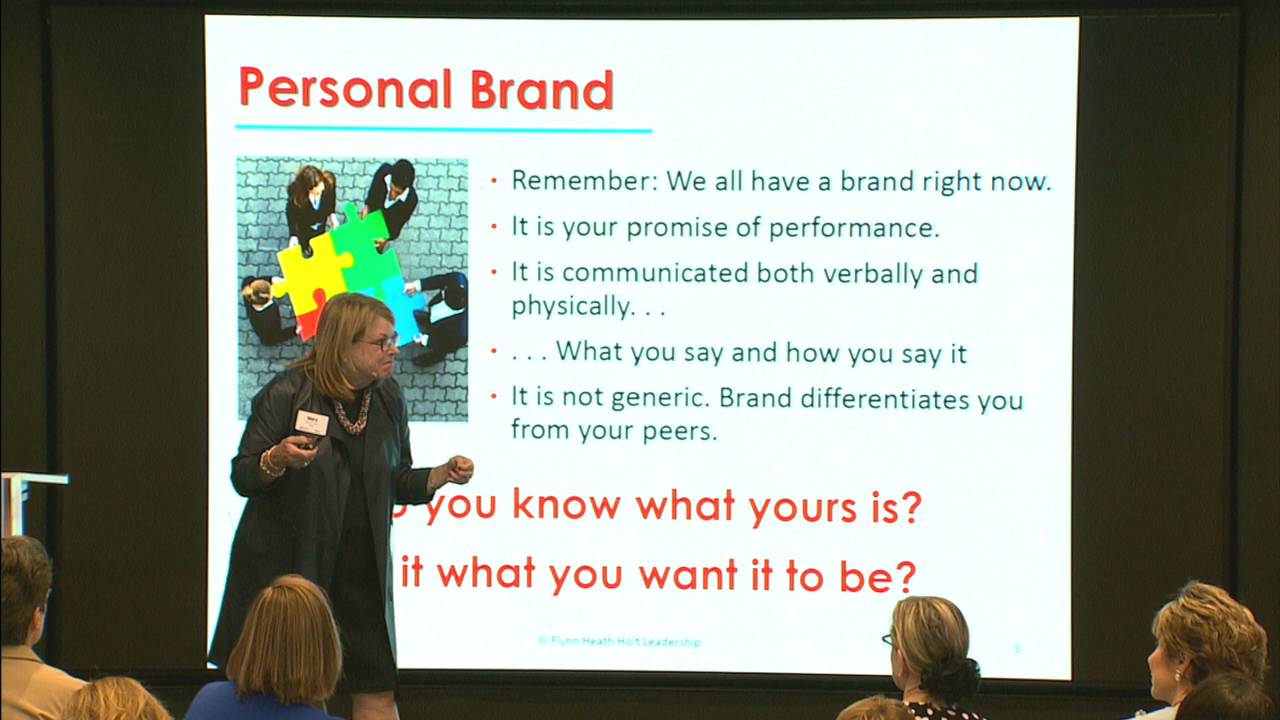 Personal Brand
• Remember: We all have a brand right now.
• It is your promise of performance.
• It is communicated both verbally and
physically. . .
• . . . What you say and how you say it
• It is not generic. Brand differentiates you
from your peers.
you know what yours is?
it what you want it to be?
© Flynn Heath Holt Leadership
3